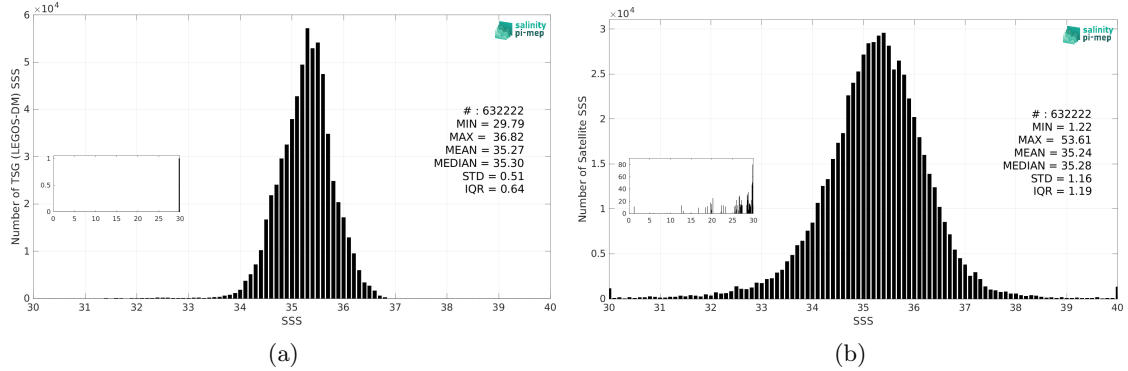 ×10⁴
6
5
4
3
2
1
0
Number of TSG (LEGOS-DM) SSS
salinity
pi-mep
# : 632222
MIN = 29.79
MAX = 36.82
MEAN = 35.27
MEDIAN = 35.30
STD = 0.51
IQR = 0.64
1
0.5
0
0 5 10 15 20 25 30
30 31 32 33 34 35 36 37 38 39 40
SSS
(a)
×10⁴
3
2.5
2
1.5
1
0.5
0
Number of Satellite SSS
salinity
pi-mep
# : 632222
MIN = 1.22
MAX = 53.61
MEAN = 35.24
MEDIAN = 35.28
STD = 1.16
IQR = 1.19
80
60
40
20
0
0 5 10 15 20 25 30
30 31 32 33 34 35 36 37 38 39 40
SSS
(b)